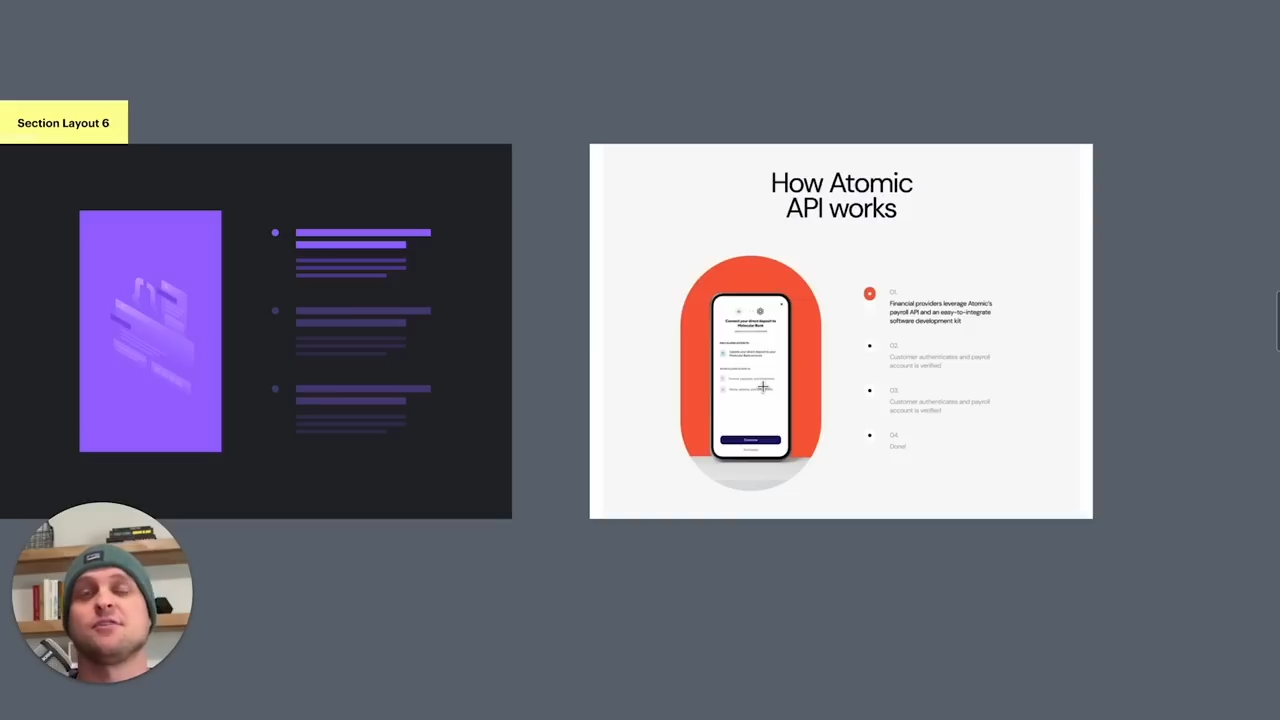 Section Layout 6
How Atomic
API works
Connect your direct deposit to
Molecular Bank
01.
Financial providers leverage Atomic's
payroll API and an easy-to-integrate
software development kit
02.
Customer authenticates and payroll
account is verified
03.
Customer authenticates and payroll
account is verified
04.
Done!